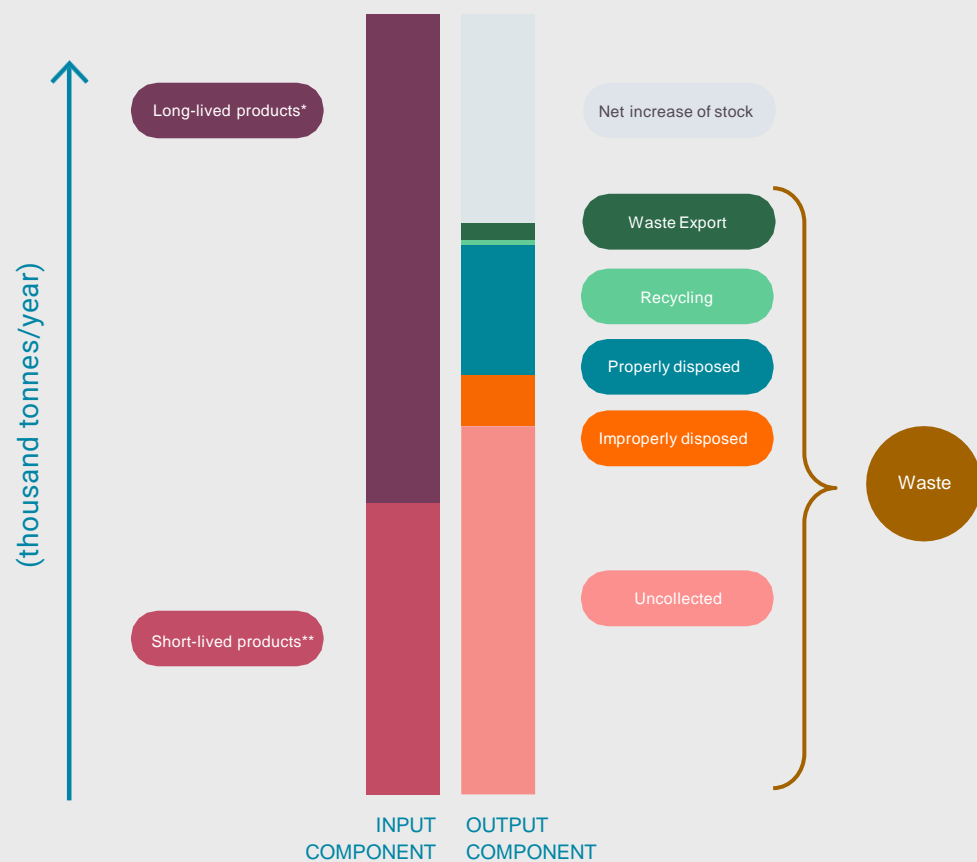 (thousand tonnes/year)
Long-lived products*
Short-lived products**
Net increase of stock
Waste Export
Recycling
Properly disposed
Improperly disposed
Uncollected
Waste
INPUT
COMPONENT
OUTPUT
COMPONENT